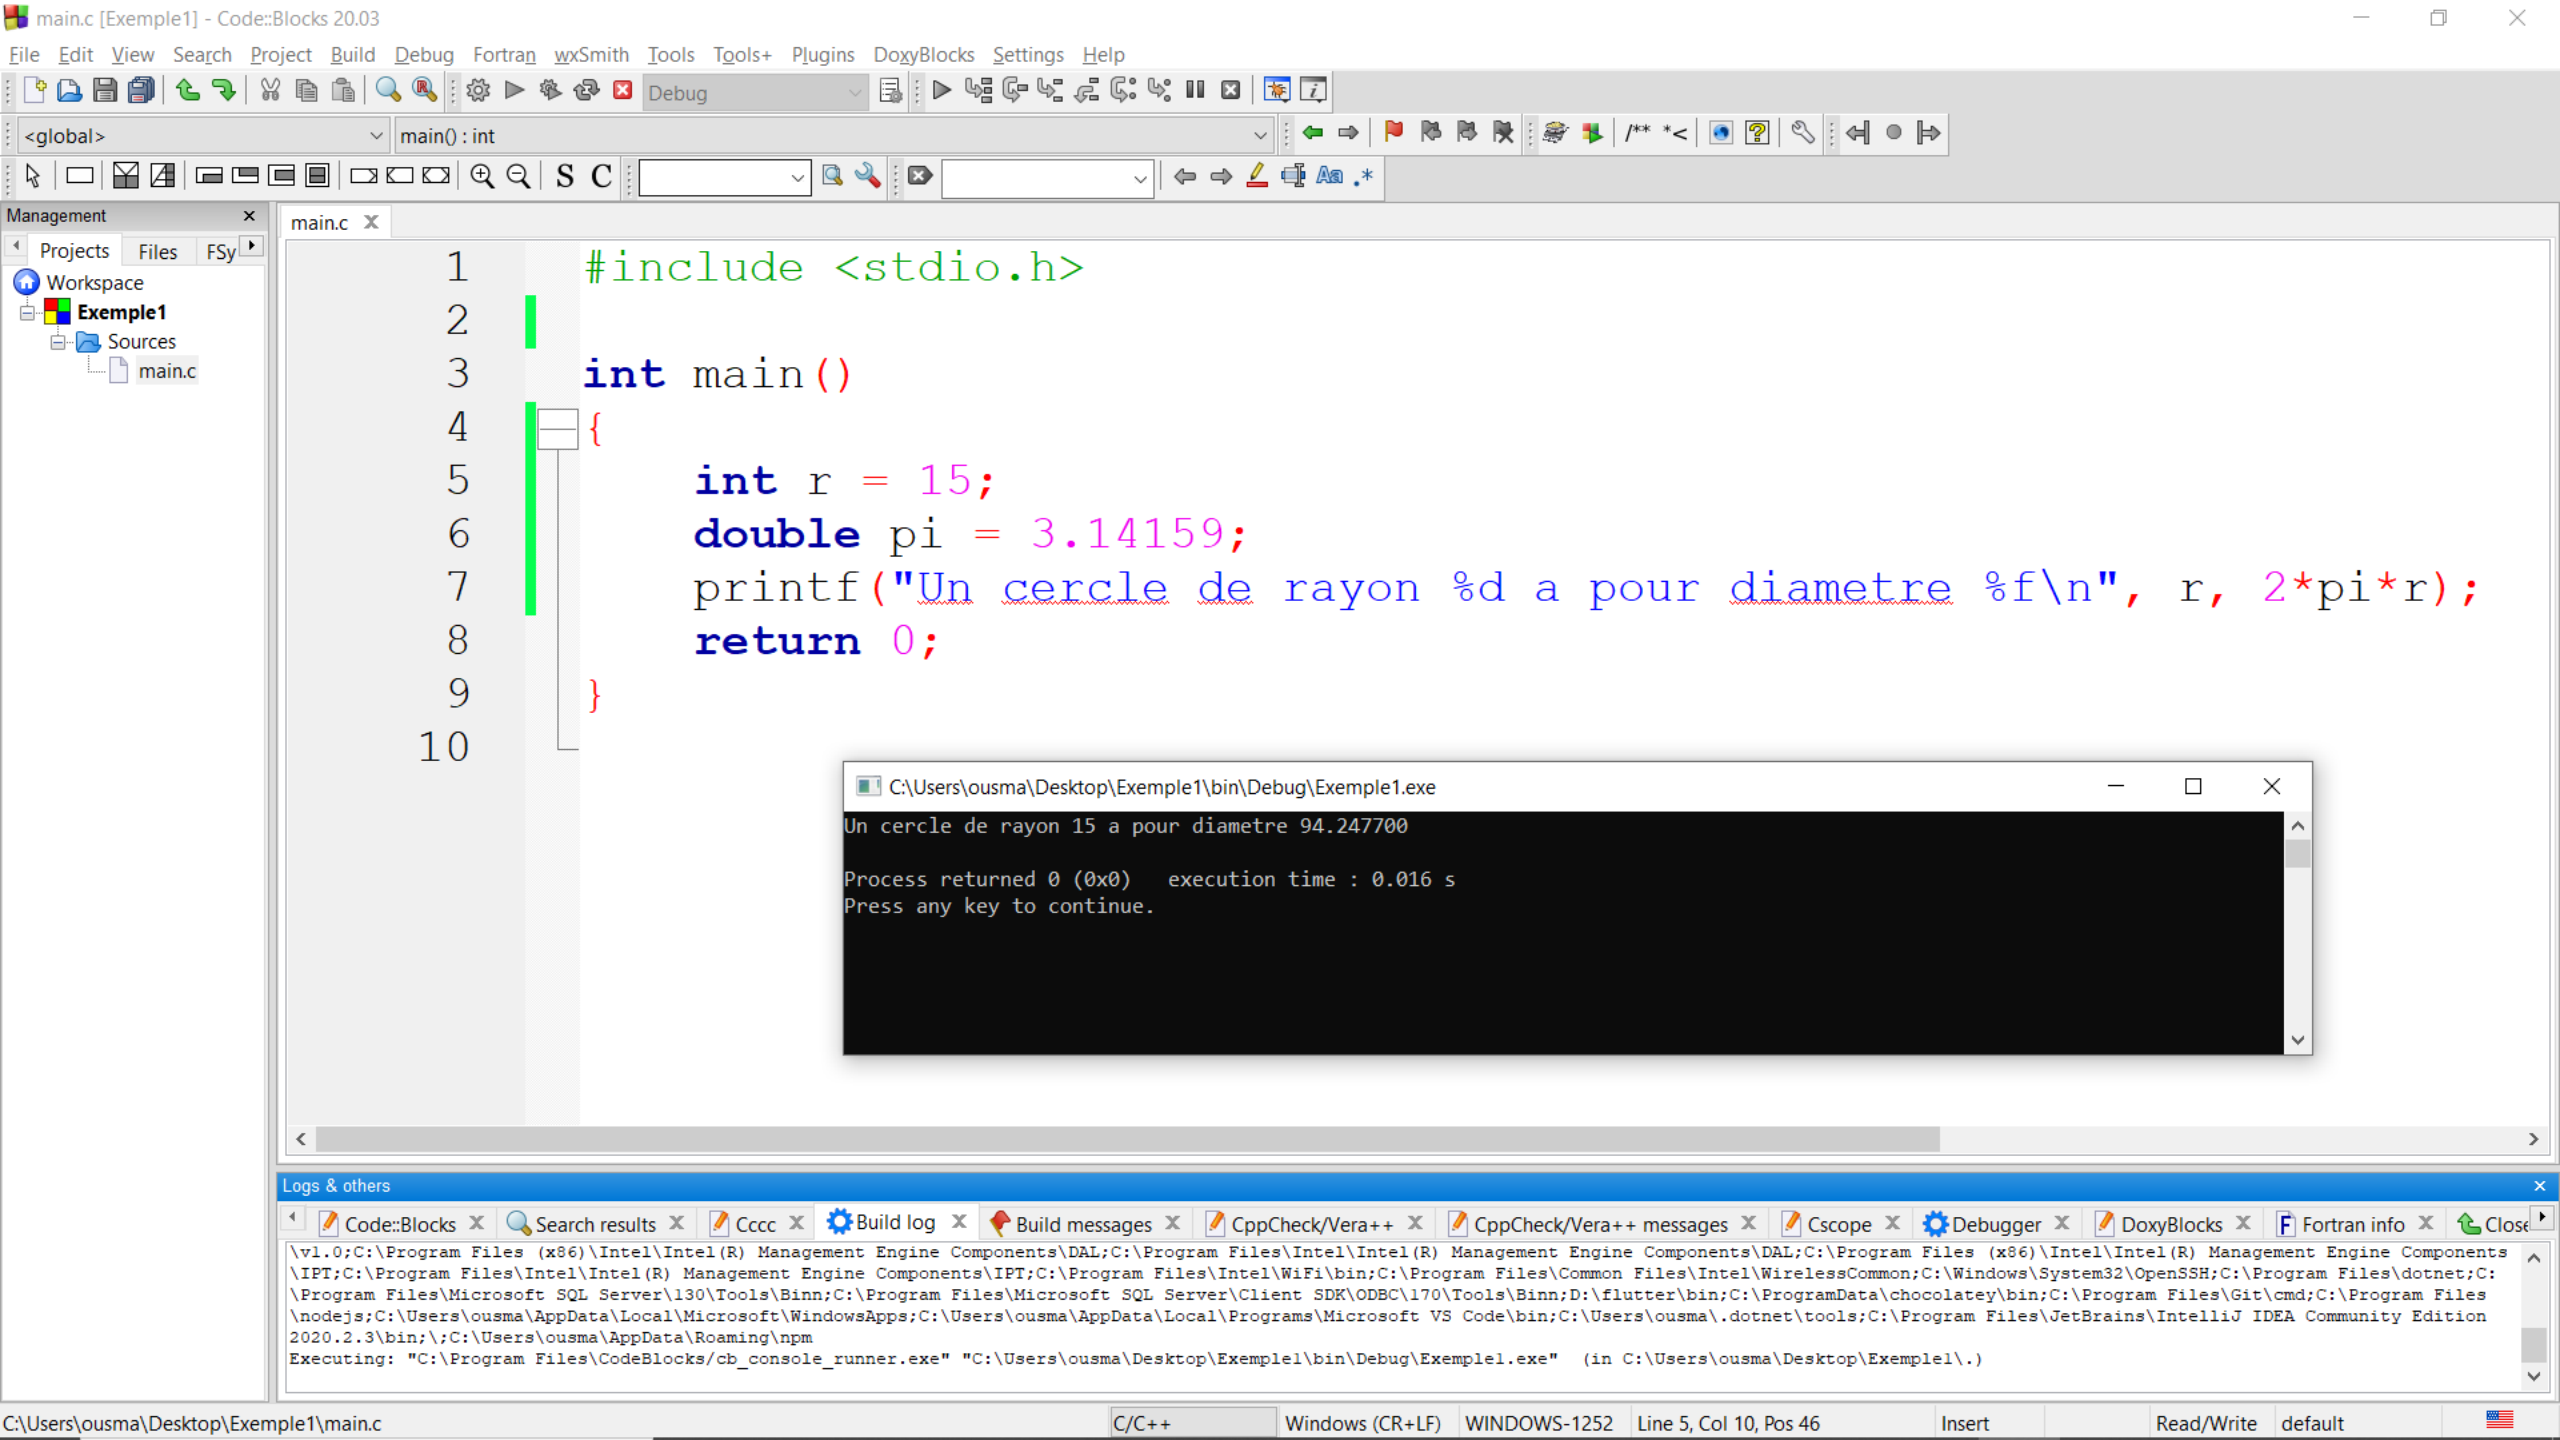 main.c [Exemple1] - Code::Blocks 20.03
File Edit View Search Project Build Debug Fortran wxSmith Tools Tools+ Plugins DoxyBlocks Settings Help
Debug
<global> main() : int /** *<
S C Aa .*
Management
Projects Files FSy
Workspace
Exemple1
Sources
main.c
main.c
1 #include <stdio.h>
2
3 int main()
4 {
5 int r = 15;
6 double pi = 3.14159;
7 printf("Un cercle de rayon %d a pour diametre %f\n", r, 2*pi*r);
8 return 0;
9 }
10
C:\Users\ousma\Desktop\Exemple1\bin\Debug\Exemple1.exe
Un cercle de rayon 15 a pour diametre 94.247700
Process returned 0 (0x0) execution time : 0.016 s
Press any key to continue.
Logs & others
Code::Blocks Search results Cccc Build log Build messages CppCheck/Vera++ CppCheck/Vera++ messages Cscope Debugger DoxyBlocks Fortran info Close
\v1.0;C:\Program Files (x86)\Intel\Intel(R) Management Engine Components\DAL;C:\Program Files\Intel\Intel(R) Management Engine Components\DAL;C:\Program Files (x86)\Intel\Intel(R) Management Engine Components
\IPT;C:\Program Files\Intel\Intel(R) Management Engine Components\IPT;C:\Program Files\Intel\WiFi\bin;C:\Program Files\Common Files\Intel\WirelessCommon;C:\Windows\System32\OpenSSH;C:\Program Files\dotnet;C:
\Program Files\Microsoft SQL Server\130\Tools\Binn;C:\Program Files\Microsoft SQL Server\Client SDK\ODBC\170\Tools\Binn;D:\flutter\bin;C:\ProgramData\chocolatey\bin;C:\Program Files\Git\cmd;C:\Program Files
\nodejs;C:\Users\ousma\AppData\Local\Microsoft\WindowsApps;C:\Users\ousma\AppData\Local\Programs\Microsoft VS Code\bin;C:\Users\ousma\.dotnet\tools;C:\Program Files\JetBrains\IntelliJ IDEA Community Edition
2020.2.3\bin;\;C:\Users\ousma\AppData\Roaming\npm
Executing: "C:\Program Files\CodeBlocks/cb_console_runner.exe" "C:\Users\ousma\Desktop\Exemple1\bin\Debug\Exemple1.exe" (in C:\Users\ousma\Desktop\Exemple1\.)
C:\Users\ousma\Desktop\Exemple1\main.c C/C++ Windows (CR+LF) WINDOWS-1252 Line 5, Col 10, Pos 46 Insert Read/Write default